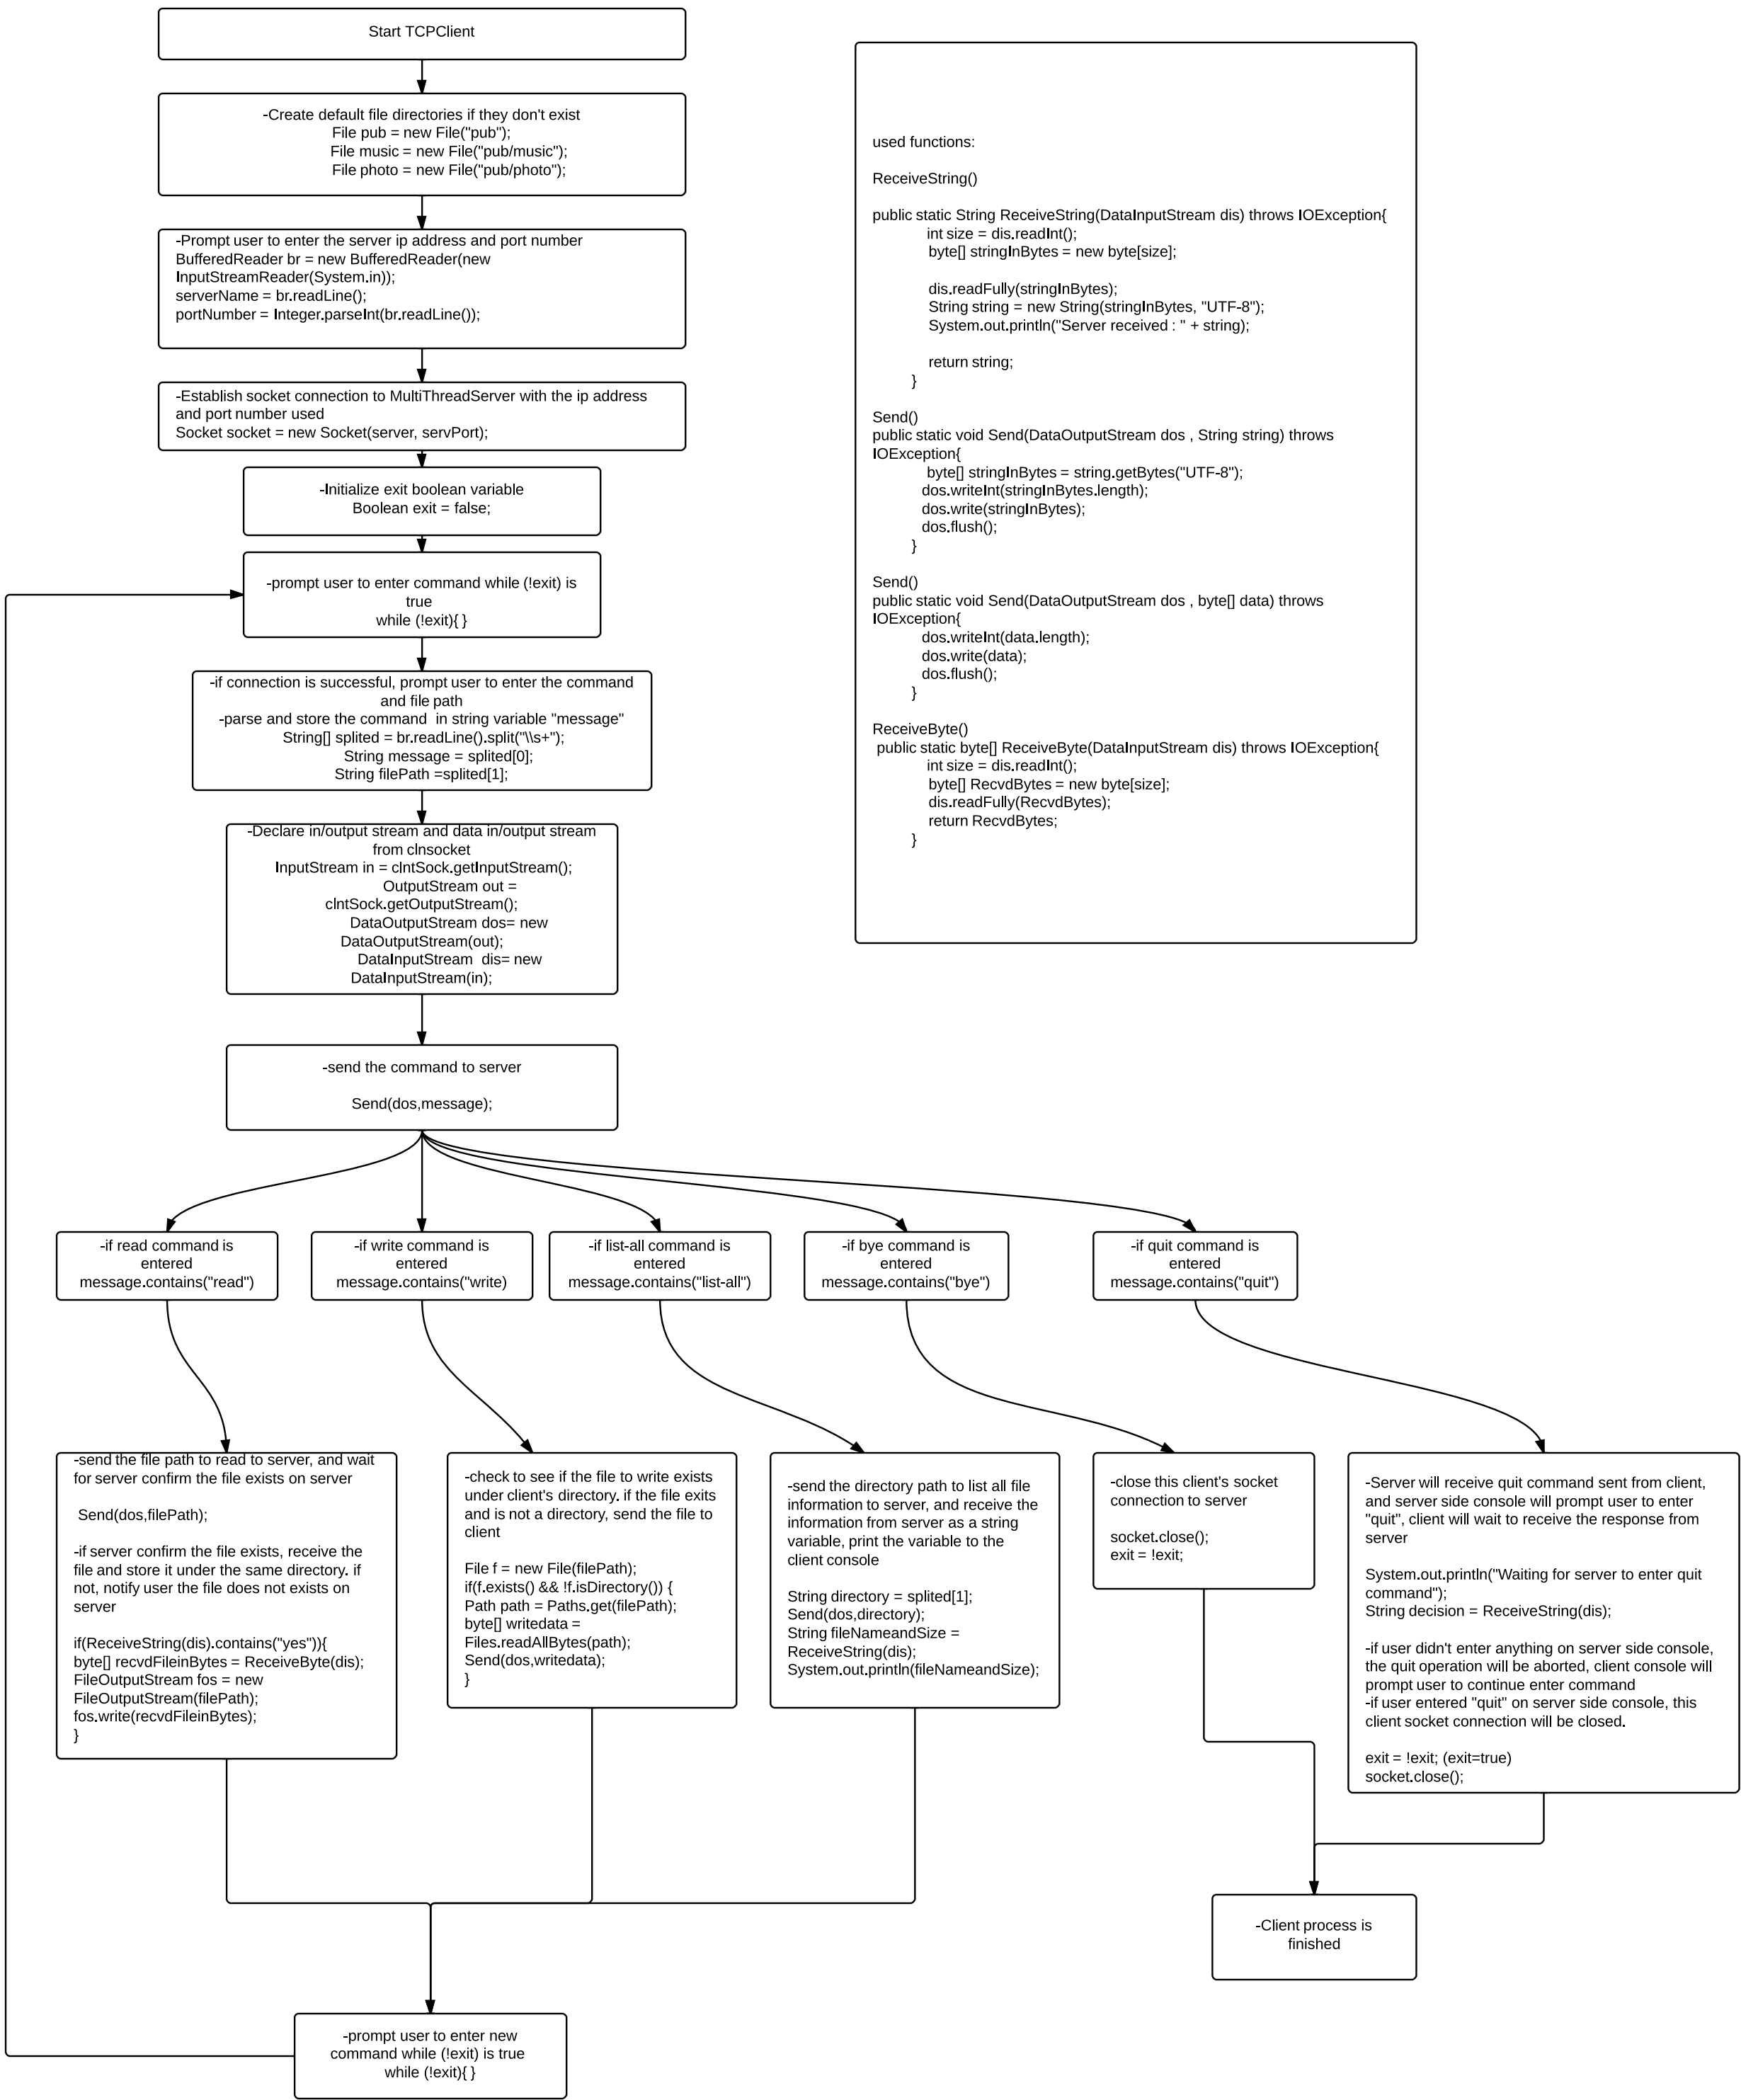 Start TCPClient
-Create default file directories if they don't exist
File pub = new File("pub");
File music = new File("pub/music");
File photo = new File("pub/photo");
-Prompt user to enter the server ip address and port number
BufferedReader br = new BufferedReader(new
InputStreamReader(System.in));
serverName = br.readLine();
portNumber = Integer.parseInt(br.readLine());
-Establish socket connection to MultiThreadServer with the ip address
and port number used
Socket socket = new Socket(server, servPort);
-Initialize exit boolean variable
Boolean exit = false;
-prompt user to enter command while (!exit) is
true
while (!exit){ }
-if connection is successful, prompt user to enter the command
and file path
-parse and store the command  in string variable "message"
String[] splited = br.readLine().split("\\s+");
String message = splited[0];
String filePath =splited[1];
-Declare in/output stream and data in/output stream
from clnsocket
InputStream in = clntSock.getInputStream();
OutputStream out =
clntSock.getOutputStream();
DataOutputStream dos= new
DataOutputStream(out);
DataInputStream  dis= new
DataInputStream(in);
-send the command to server
Send(dos,message);
used functions:
ReceiveString()
public static String ReceiveString(DataInputStream dis) throws IOException{
int size = dis.readInt();
byte[] stringInBytes = new byte[size];
dis.readFully(stringInBytes);
String string = new String(stringInBytes, "UTF-8");
System.out.println("Server received : " + string);
return string;
}
Send()
public static void Send(DataOutputStream dos , String string) throws
IOException{
byte[] stringInBytes = string.getBytes("UTF-8");
dos.writeInt(stringInBytes.length);
dos.write(stringInBytes);
dos.flush();
}
Send()
public static void Send(DataOutputStream dos , byte[] data) throws
IOException{
dos.writeInt(data.length);
dos.write(data);
dos.flush();
}
ReceiveByte()
public static byte[] ReceiveByte(DataInputStream dis) throws IOException{
int size = dis.readInt();
byte[] RecvdBytes = new byte[size];
dis.readFully(RecvdBytes);
return RecvdBytes;
}
-if read command is
entered
message.contains("read")
-if write command is
entered
message.contains("write)
-if list-all command is
entered
message.contains("list-all")
-if bye command is
entered
message.contains("bye")
-if quit command is
entered
message.contains("quit")
-send the file path to read to server, and wait
for server confirm the file exists on server
Send(dos,filePath);
-if server confirm the file exists, receive the
file and store it under the same directory. if
not, notify user the file does not exists on
server
if(ReceiveString(dis).contains("yes")){
byte[] recvdFileinBytes = ReceiveByte(dis);
FileOutputStream fos = new
FileOutputStream(filePath);
fos.write(recvdFileinBytes);
}
-check to see if the file to write exists
under client's directory. if the file exits
and is not a directory, send the file to
client
File f = new File(filePath);
if(f.exists() && !f.isDirectory()) {
Path path = Paths.get(filePath);
byte[] writedata =
Files.readAllBytes(path);
Send(dos,writedata);
}
-send the directory path to list all file
information to server, and receive the
information from server as a string
variable, print the variable to the
client console
String directory = splited[1];
Send(dos,directory);
String fileNameandSize =
ReceiveString(dis);
System.out.println(fileNameandSize);
-close this client's socket
connection to server
socket.close();
exit = !exit;
-Server will receive quit command sent from client,
and server side console will prompt user to enter
"quit", client will wait to receive the response from
server
System.out.println("Waiting for server to enter quit
command");
String decision = ReceiveString(dis);
-if user didn't enter anything on server side console,
the quit operation will be aborted, client console will
prompt user to continue enter command
-if user entered "quit" on server side console, this
client socket connection will be closed.
exit = !exit; (exit=true)
socket.close();
-Client process is
finished
-prompt user to enter new
command while (!exit) is true
while (!exit){ }